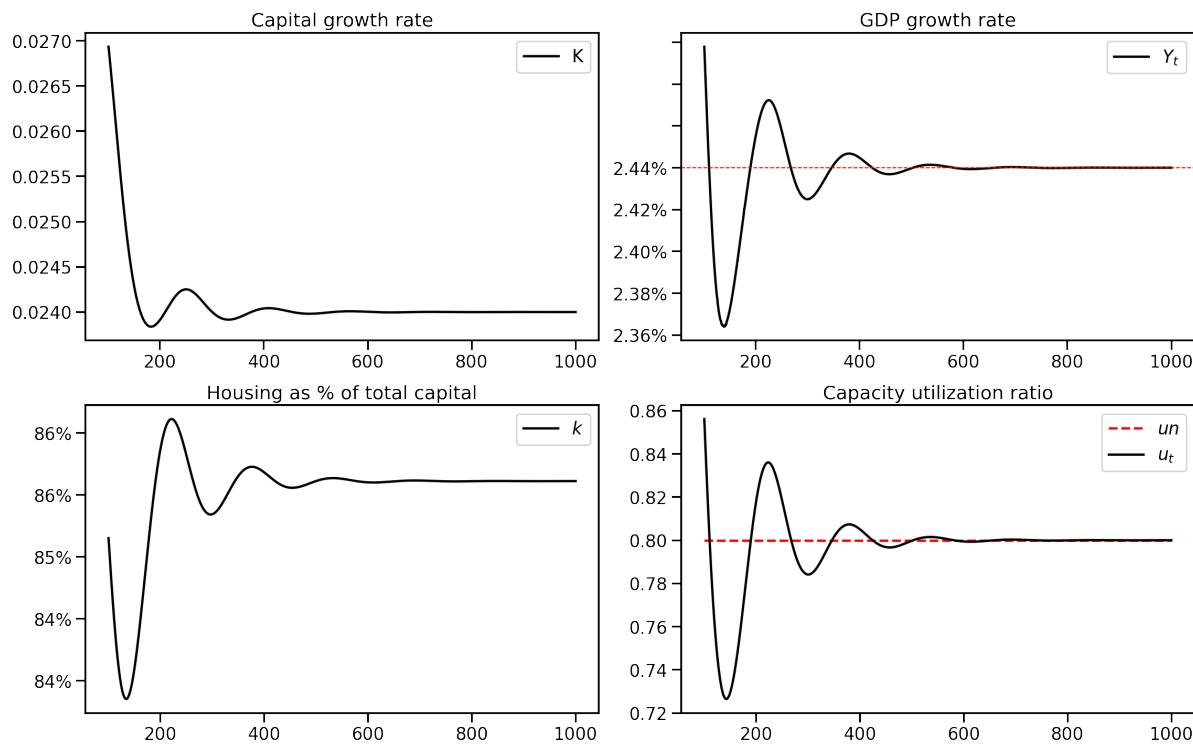 Capital growth rate
0.0270
0.0265
0.0260
0.0255
0.0250
0.0245
0.0240
K
200 400 600 800 1000
GDP growth rate
2.44%
2.42%
2.40%
2.38%
2.36%
Yt
200 400 600 800 1000
Housing as % of total capital
86%
86%
85%
84%
84%
k
200 400 600 800 1000
Capacity utilization ratio
0.86
0.84
0.82
0.80
0.78
0.76
0.74
0.72
un
ut
200 400 600 800 1000